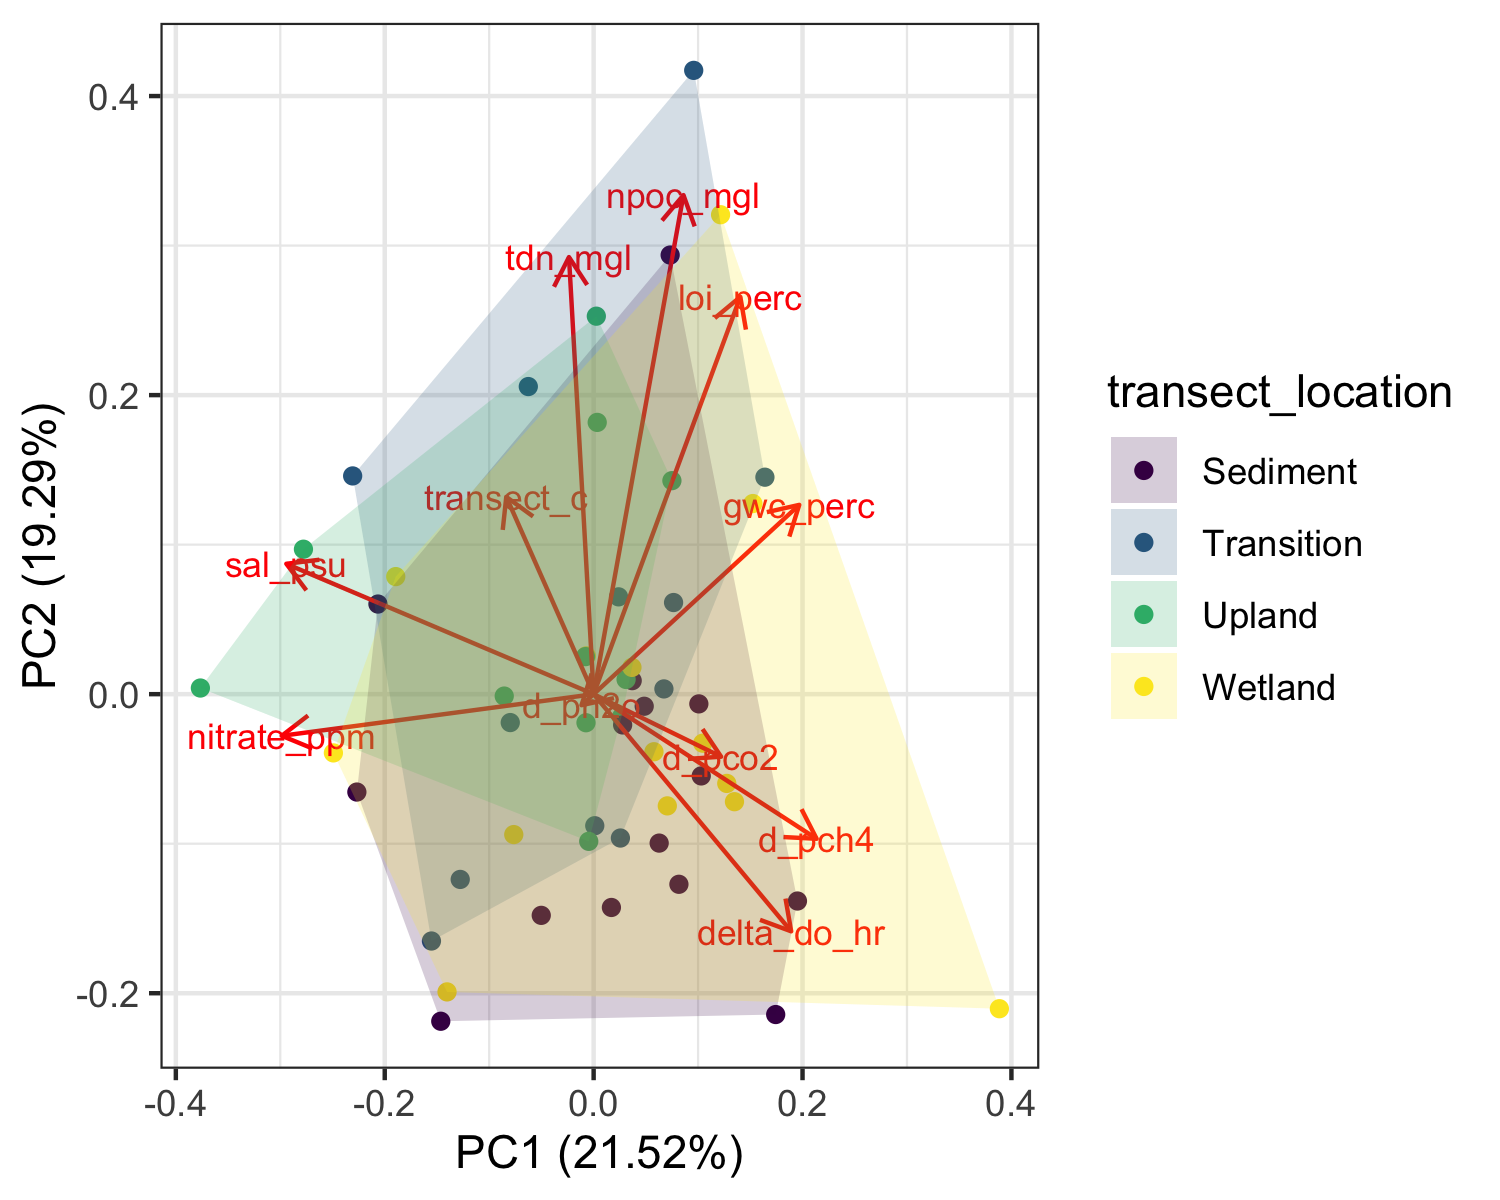 0.4
0.2
0.0
-0.2
PC2 (19.29%)
npoc_mgl
tdn_mgl
loi_perc
transect_c
gwc_perc
sal_psu
d_pn2o
nitrate_ppm
d_pco2
d_pch4
delta_do_hr
-0.4
-0.2
0.0
0.2
0.4
PC1 (21.52%)
transect_location
Sediment
Transition
Upland
Wetland